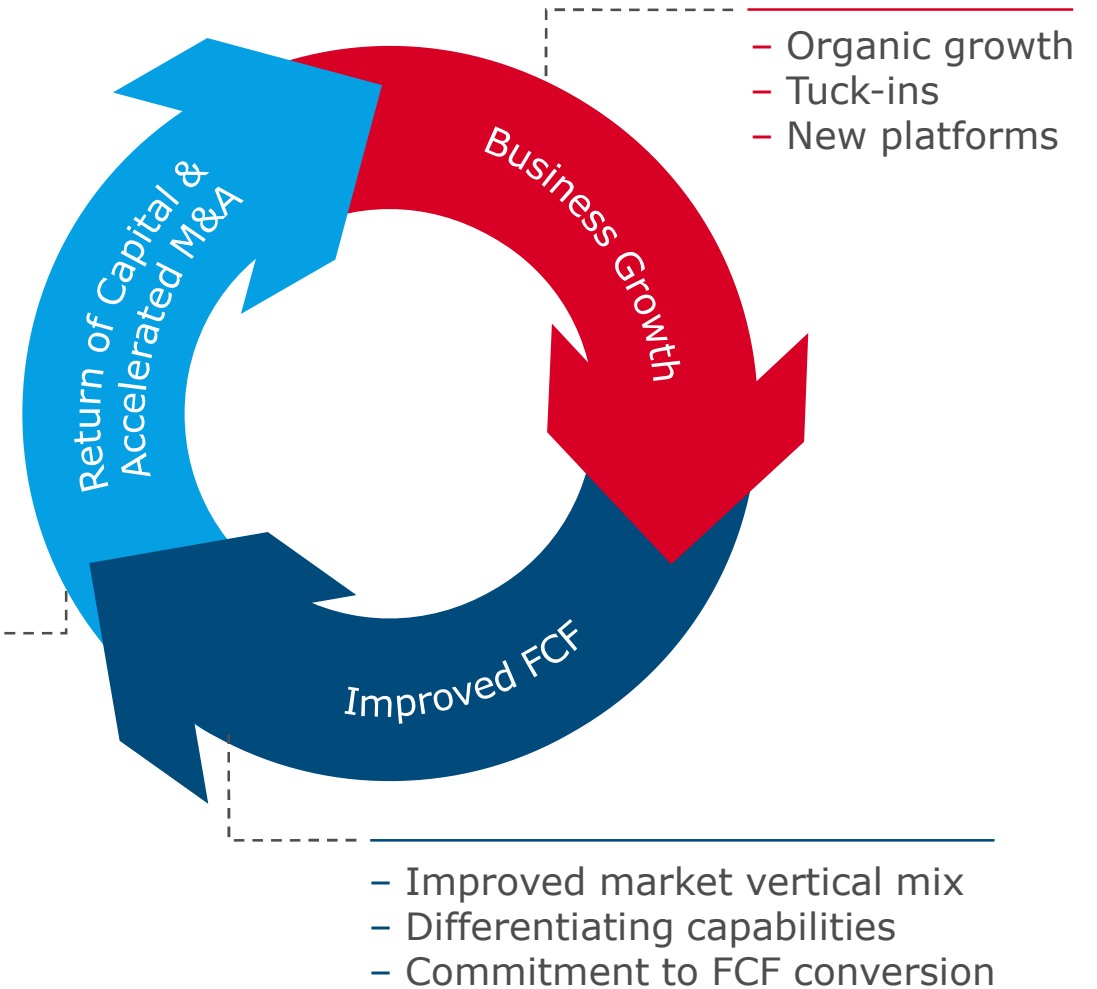 – Organic growth
– Tuck-ins
– New platforms
Business Growth
Return of Capital &
Accelerated M&A
Improved FCF
– Improved market vertical mix
– Differentiating capabilities
– Commitment to FCF conversion